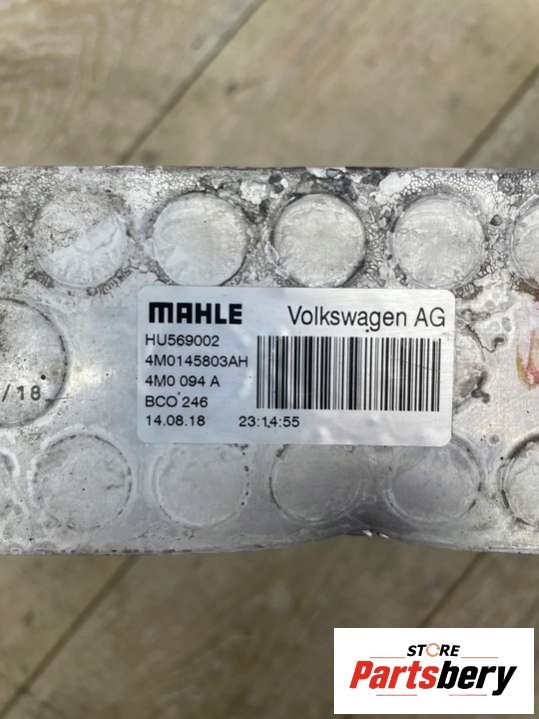 MAHLE Volkswagen AG
HU569002
4M0145803AH
4M0 094 A
BCO 246
14.08.18 23:14:55
/18
STORE
Partsbery